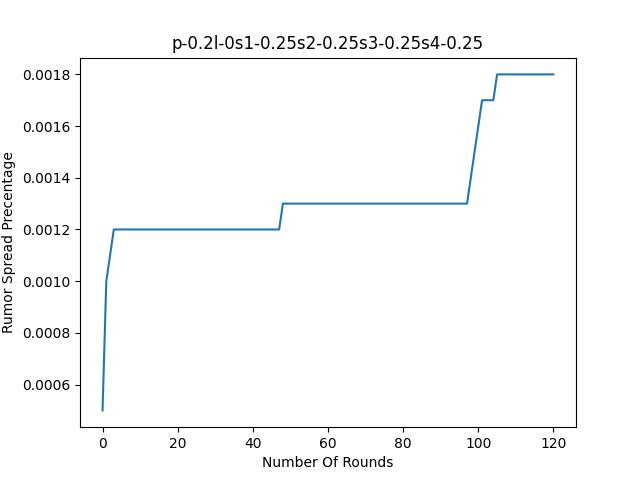 p-0.2l-0s1-0.25s2-0.25s3-0.25s4-0.25
Rumor Spread Precentage
0.0018
0.0016
0.0014
0.0012
0.0010
0.0008
0.0006
0 20 40 60 80 100 120
Number Of Rounds